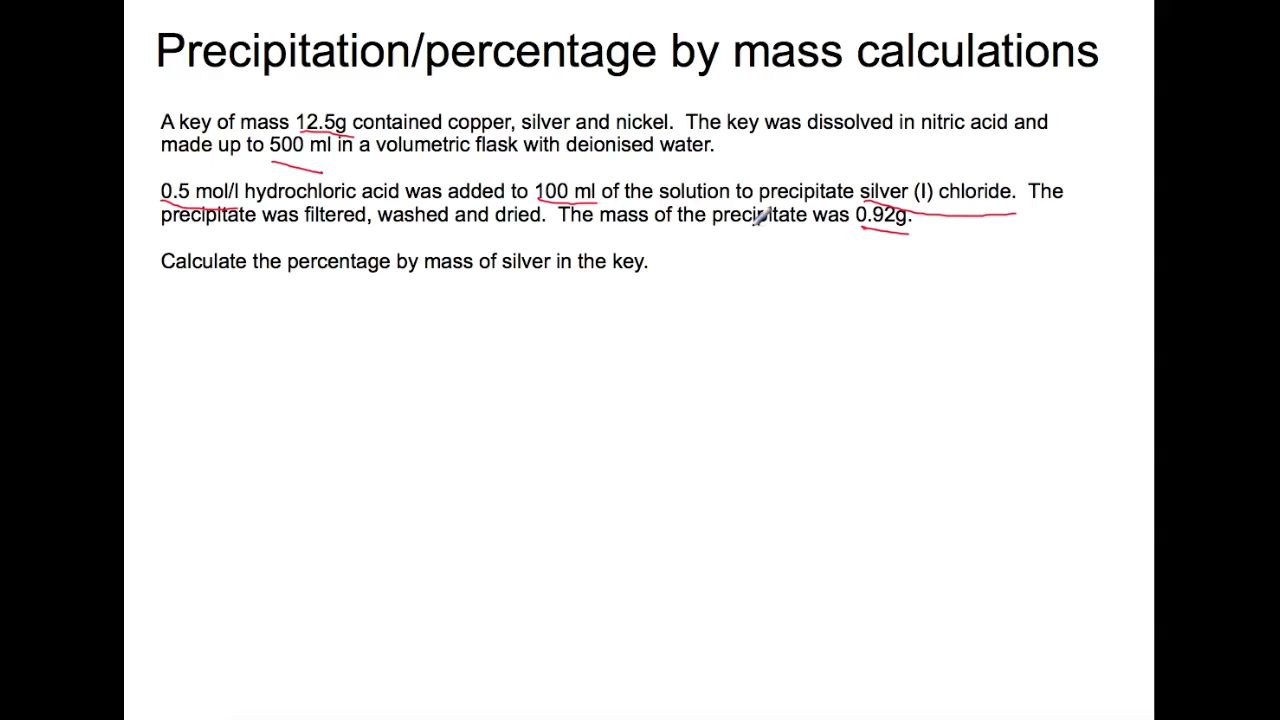 Precipitation/percentage by mass calculations
A key of mass 12.5g contained copper, silver and nickel. The key was dissolved in nitric acid and
made up to 500 ml in a volumetric flask with deionised water.
0.5 mol/l hydrochloric acid was added to 100 ml of the solution to precipitate silver (I) chloride. The
precipitate was filtered, washed and dried. The mass of the precipitate was 0.92g.
Calculate the percentage by mass of silver in the key.